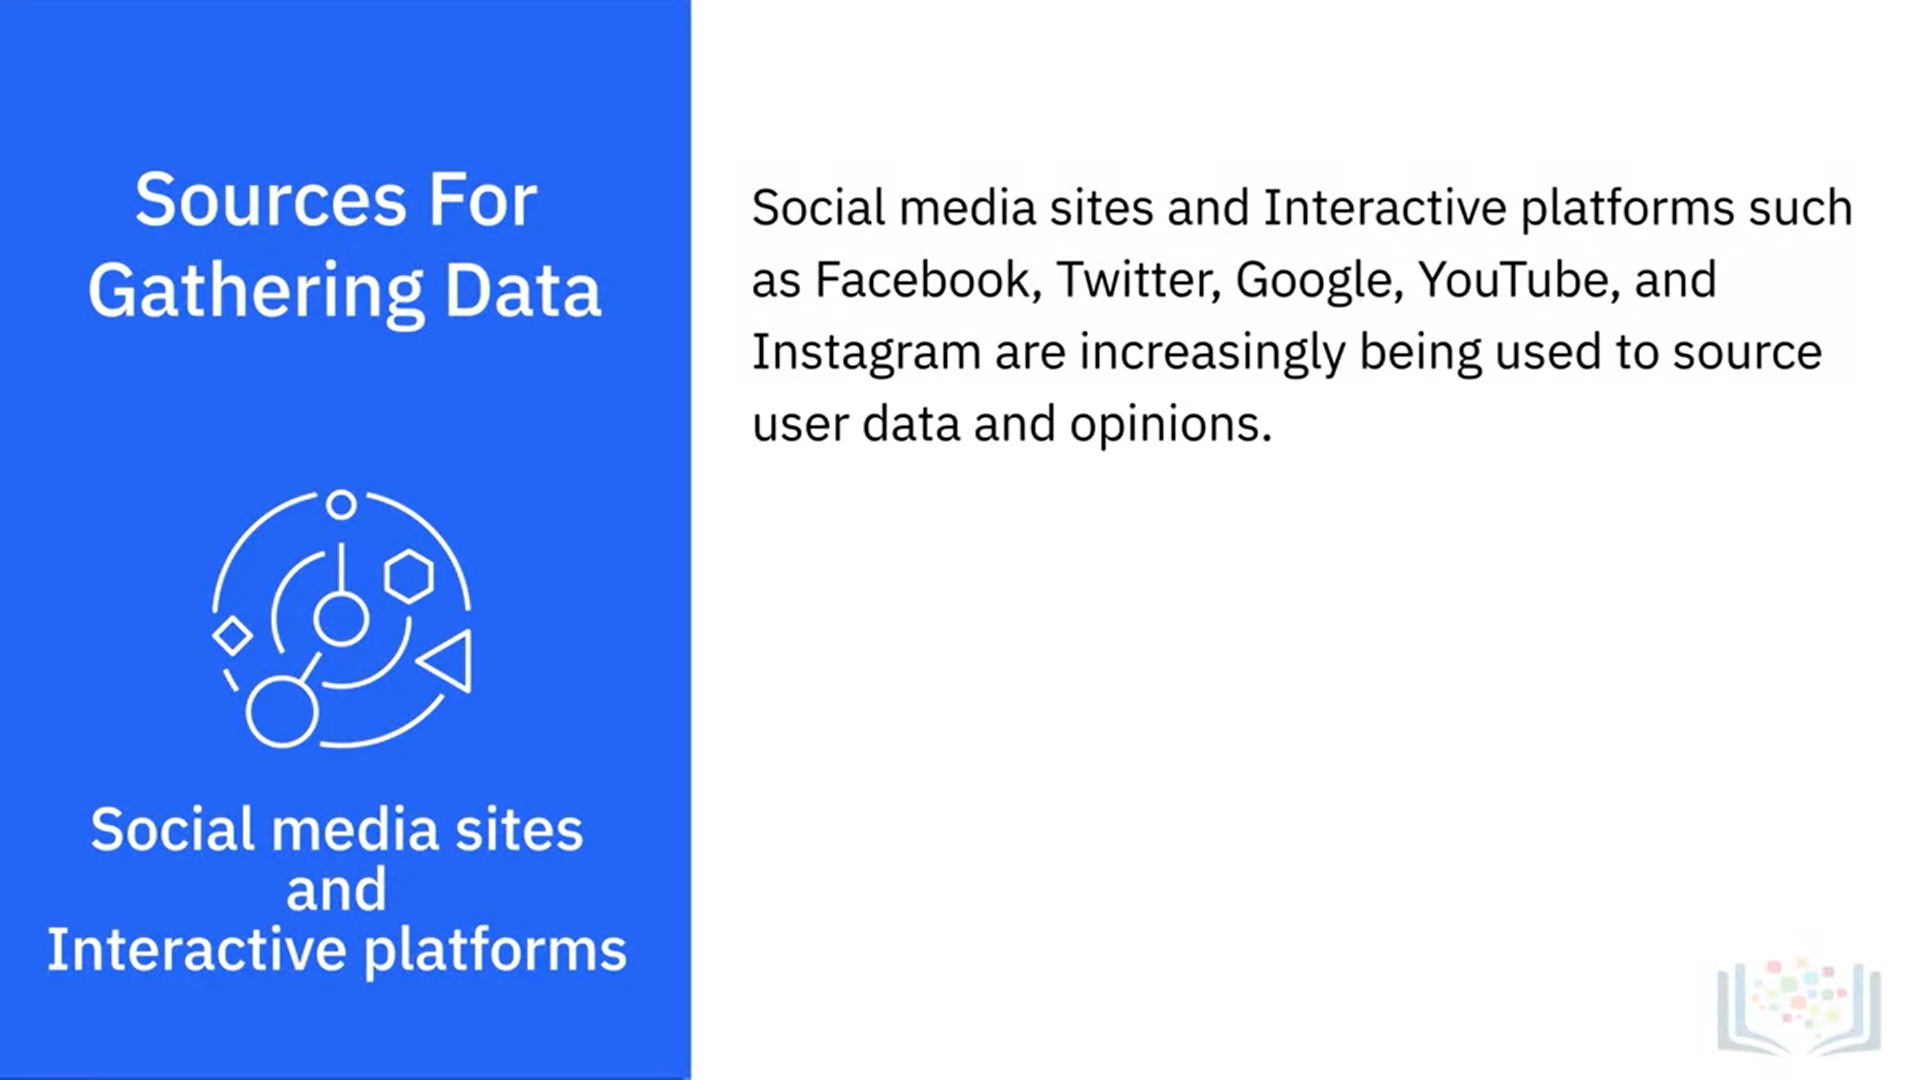 Sources For
Gathering Data
Social media sites
and
Interactive platforms
Social media sites and Interactive platforms such
as Facebook, Twitter, Google, YouTube, and
Instagram are increasingly being used to source
user data and opinions.